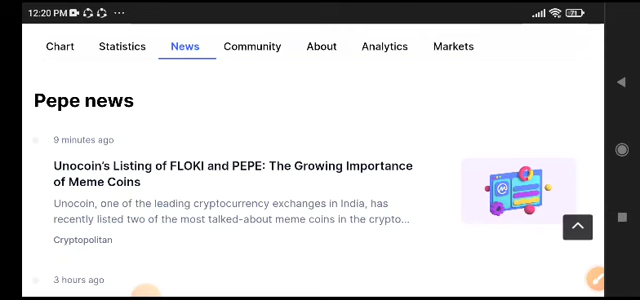 12:20 PM ...
71
Chart Statistics News Community About Analytics Markets
Pepe news
9 minutes ago
Unocoin's Listing of FLOKI and PEPE: The Growing Importance
of Meme Coins
Unocoin, one of the leading cryptocurrency exchanges in India, has
recently listed two of the most talked-about meme coins in the crypto...
Cryptopolitan
3 hours ago